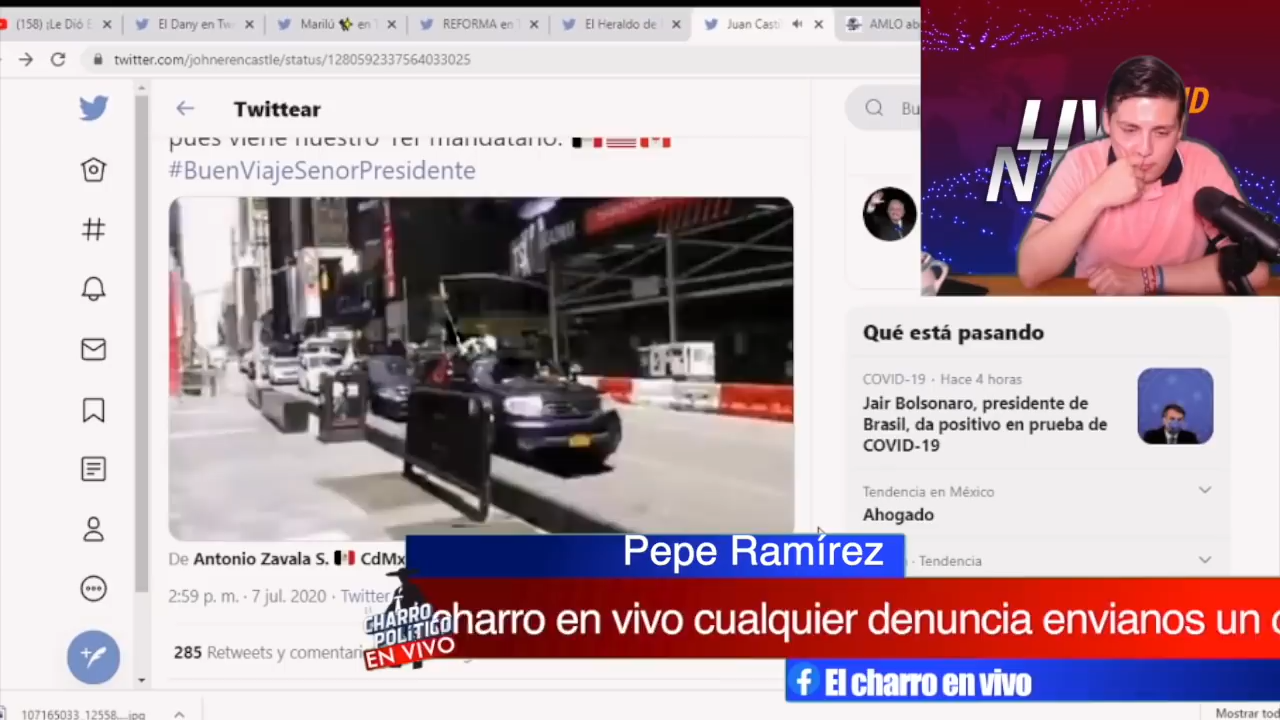 (158) ¡Le Dió E
El Dany en Tw
Marilú en T
REFORMA en T
El Heraldo de
Juan Casti
AMLO ab
twitter.com/johnerencastle/status/1280592337564033025
Twittear
Bu
pues viene nuestro 1er mandatario.
#BuenViajeSenorPresidente
Qué está pasando
COVID-19 · Hace 4 horas
Jair Bolsonaro, presidente de
Brasil, da positivo en prueba de
COVID-19
Tendencia en México
Ahogado
· Tendencia
De Antonio Zavala S. CdMx
2:59 p. m. · 7 jul. 2020 · Twitter
285 Retweets y comentari
Pepe Ramírez
charro en vivo cualquier denuncia envianos un
CHARRO
POLÍTICO
EN VIVO
El charro en vivo
107165033_12558....jpg
Mostrar tod